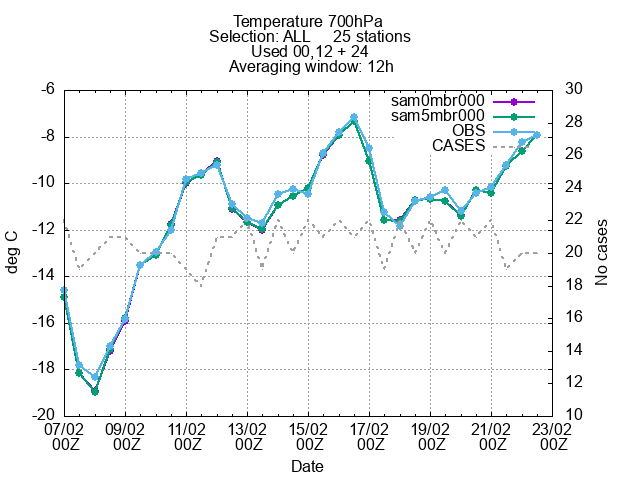 Temperature 700hPa
Selection: ALL 25 stations
Used 00,12 + 24
Averaging window: 12h
sam0mbr000
sam5mbr000
OBS
CASES
-6
-8
-10
-12
-14
-16
-18
-20
deg C
30
28
26
24
22
20
18
16
14
12
10
No cases
07/02 09/02 11/02 13/02 15/02 17/02 19/02 21/02 23/02
00Z 00Z 00Z 00Z 00Z 00Z 00Z 00Z 00Z
Date